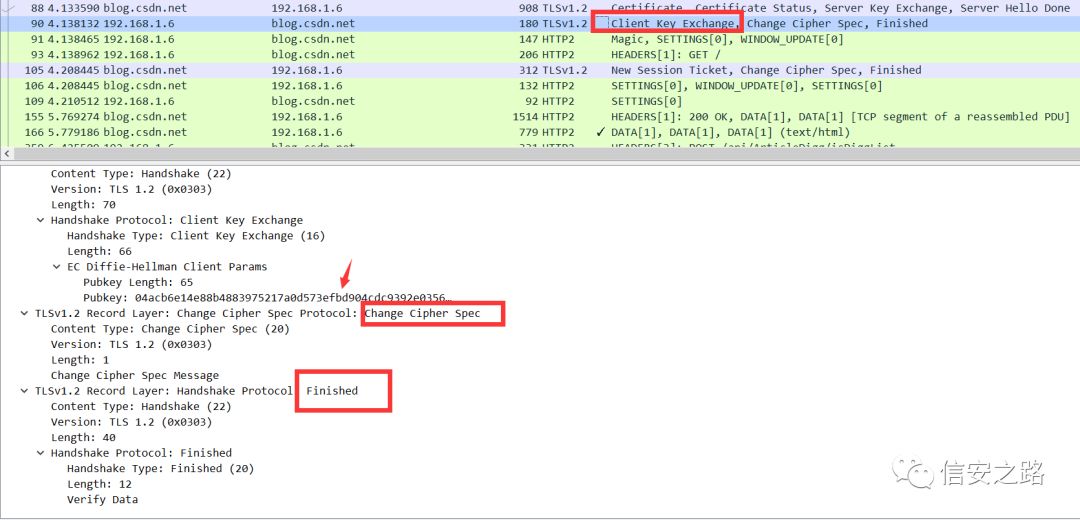 88 4.133590 blog.csdn.net 192.168.1.6 908 TLSv1.2 Certificate, Certificate Status, Server Key Exchange, Server Hello Done
90 4.138132 192.168.1.6 blog.csdn.net 180 TLSv1.2 Client Key Exchange, Change Cipher Spec, Finished
91 4.138465 192.168.1.6 blog.csdn.net 147 HTTP2 Magic, SETTINGS[0], WINDOW_UPDATE[0]
93 4.138962 192.168.1.6 blog.csdn.net 206 HTTP2 HEADERS[1]: GET /
105 4.208445 blog.csdn.net 192.168.1.6 312 TLSv1.2 New Session Ticket, Change Cipher Spec, Finished
106 4.208445 blog.csdn.net 192.168.1.6 132 HTTP2 SETTINGS[0], WINDOW_UPDATE[0], SETTINGS[0]
109 4.210512 192.168.1.6 blog.csdn.net 92 HTTP2 SETTINGS[0]
155 5.769274 blog.csdn.net 192.168.1.6 1514 HTTP2 HEADERS[1]: 200 OK, DATA[1], DATA[1] [TCP segment of a reassembled PDU]
166 5.779186 blog.csdn.net 192.168.1.6 779 HTTP2 ✓ DATA[1], DATA[1], DATA[1] (text/html)
Content Type: Handshake (22)
Version: TLS 1.2 (0x0303)
Length: 70
Handshake Protocol: Client Key Exchange
Handshake Type: Client Key Exchange (16)
Length: 66
EC Diffie-Hellman Client Params
Pubkey Length: 65
Pubkey: 04acb6e14e88b4883975217a0d573efbd904cdc9392e0356…
TLSv1.2 Record Layer: Change Cipher Spec Protocol: Change Cipher Spec
Content Type: Change Cipher Spec (20)
Version: TLS 1.2 (0x0303)
Length: 1
Change Cipher Spec Message
TLSv1.2 Record Layer: Handshake Protocol: Finished
Content Type: Handshake (22)
Version: TLS 1.2 (0x0303)
Length: 40
Handshake Protocol: Finished
Handshake Type: Finished (20)
Length: 12
Verify Data
信安之路